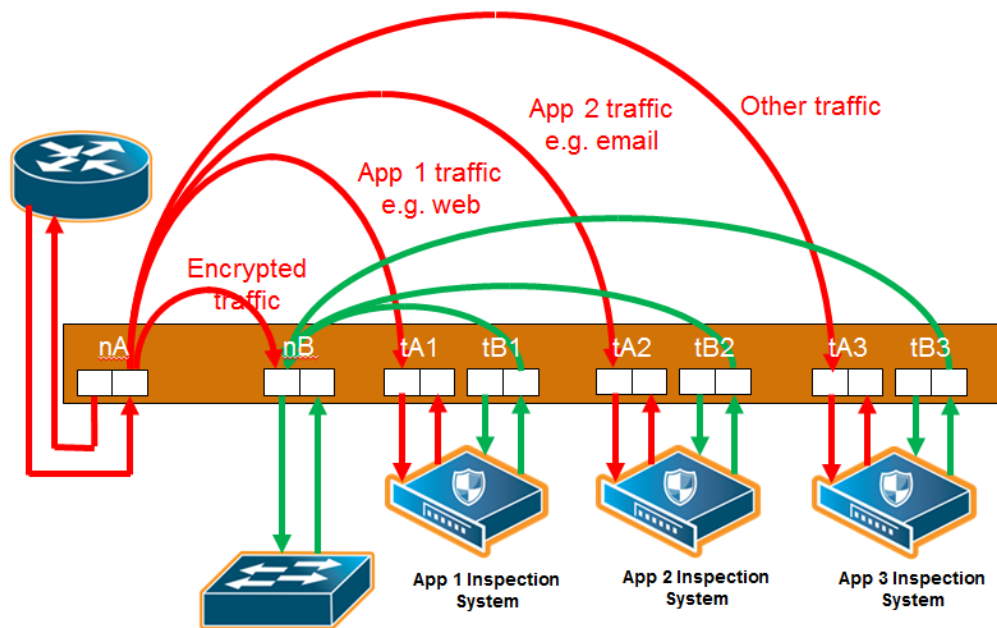 Other traffic
App 2 traffic
e.g. email
App 1 traffic
e.g. web
Encrypted
traffic
nA
nB
tA1
tB1
tA2
tB2
tA3
tB3
App 1 Inspection
System
App 2 Inspection
System
App 3 Inspection
System